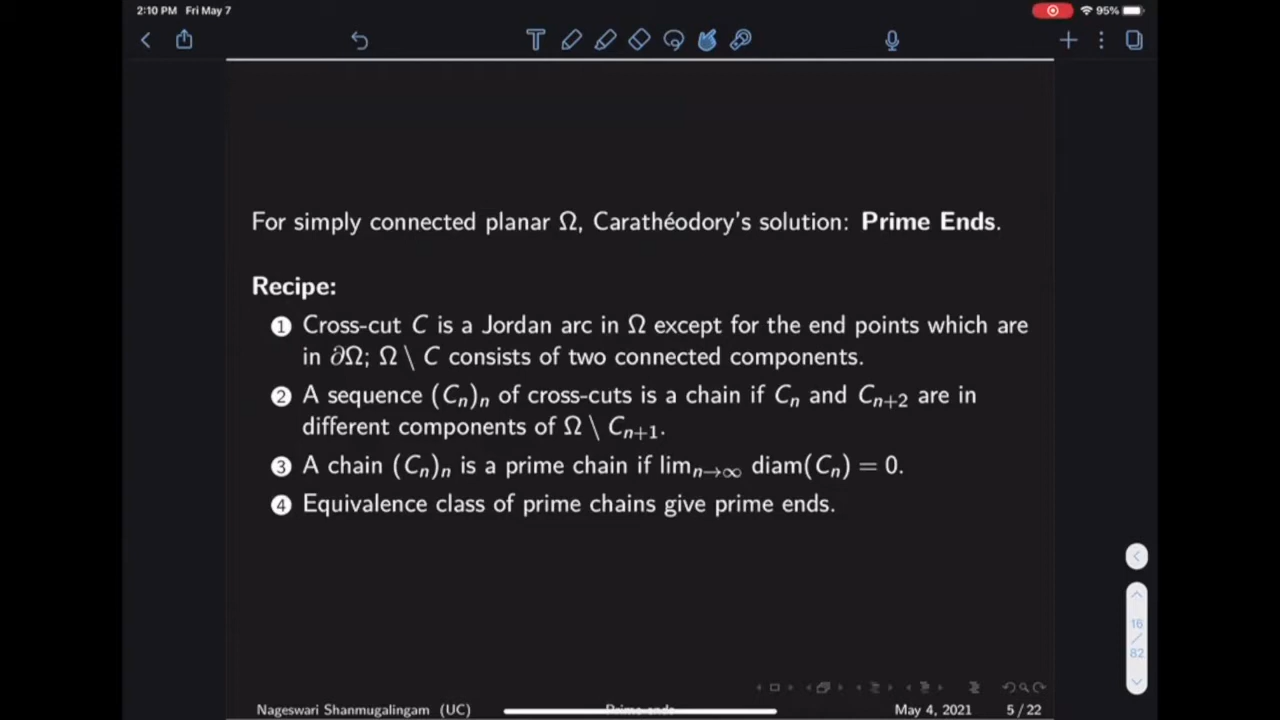 2:10 PM Fri May 7
95%
For simply connected planar Ω, Carathéodory's solution: Prime Ends.
Recipe:
1 Cross-cut C is a Jordan arc in Ω except for the end points which are
in ∂Ω; Ω \ C consists of two connected components.
2 A sequence (Cₙ)ₙ of cross-cuts is a chain if Cₙ and Cₙ₊₂ are in
different components of Ω \ Cₙ₊₁.
3 A chain (Cₙ)ₙ is a prime chain if limₙ→∞ diam(Cₙ) = 0.
4 Equivalence class of prime chains give prime ends.
16
/
82
Nageswari Shanmugalingam (UC) Prime ends May 4, 2021 5 / 22